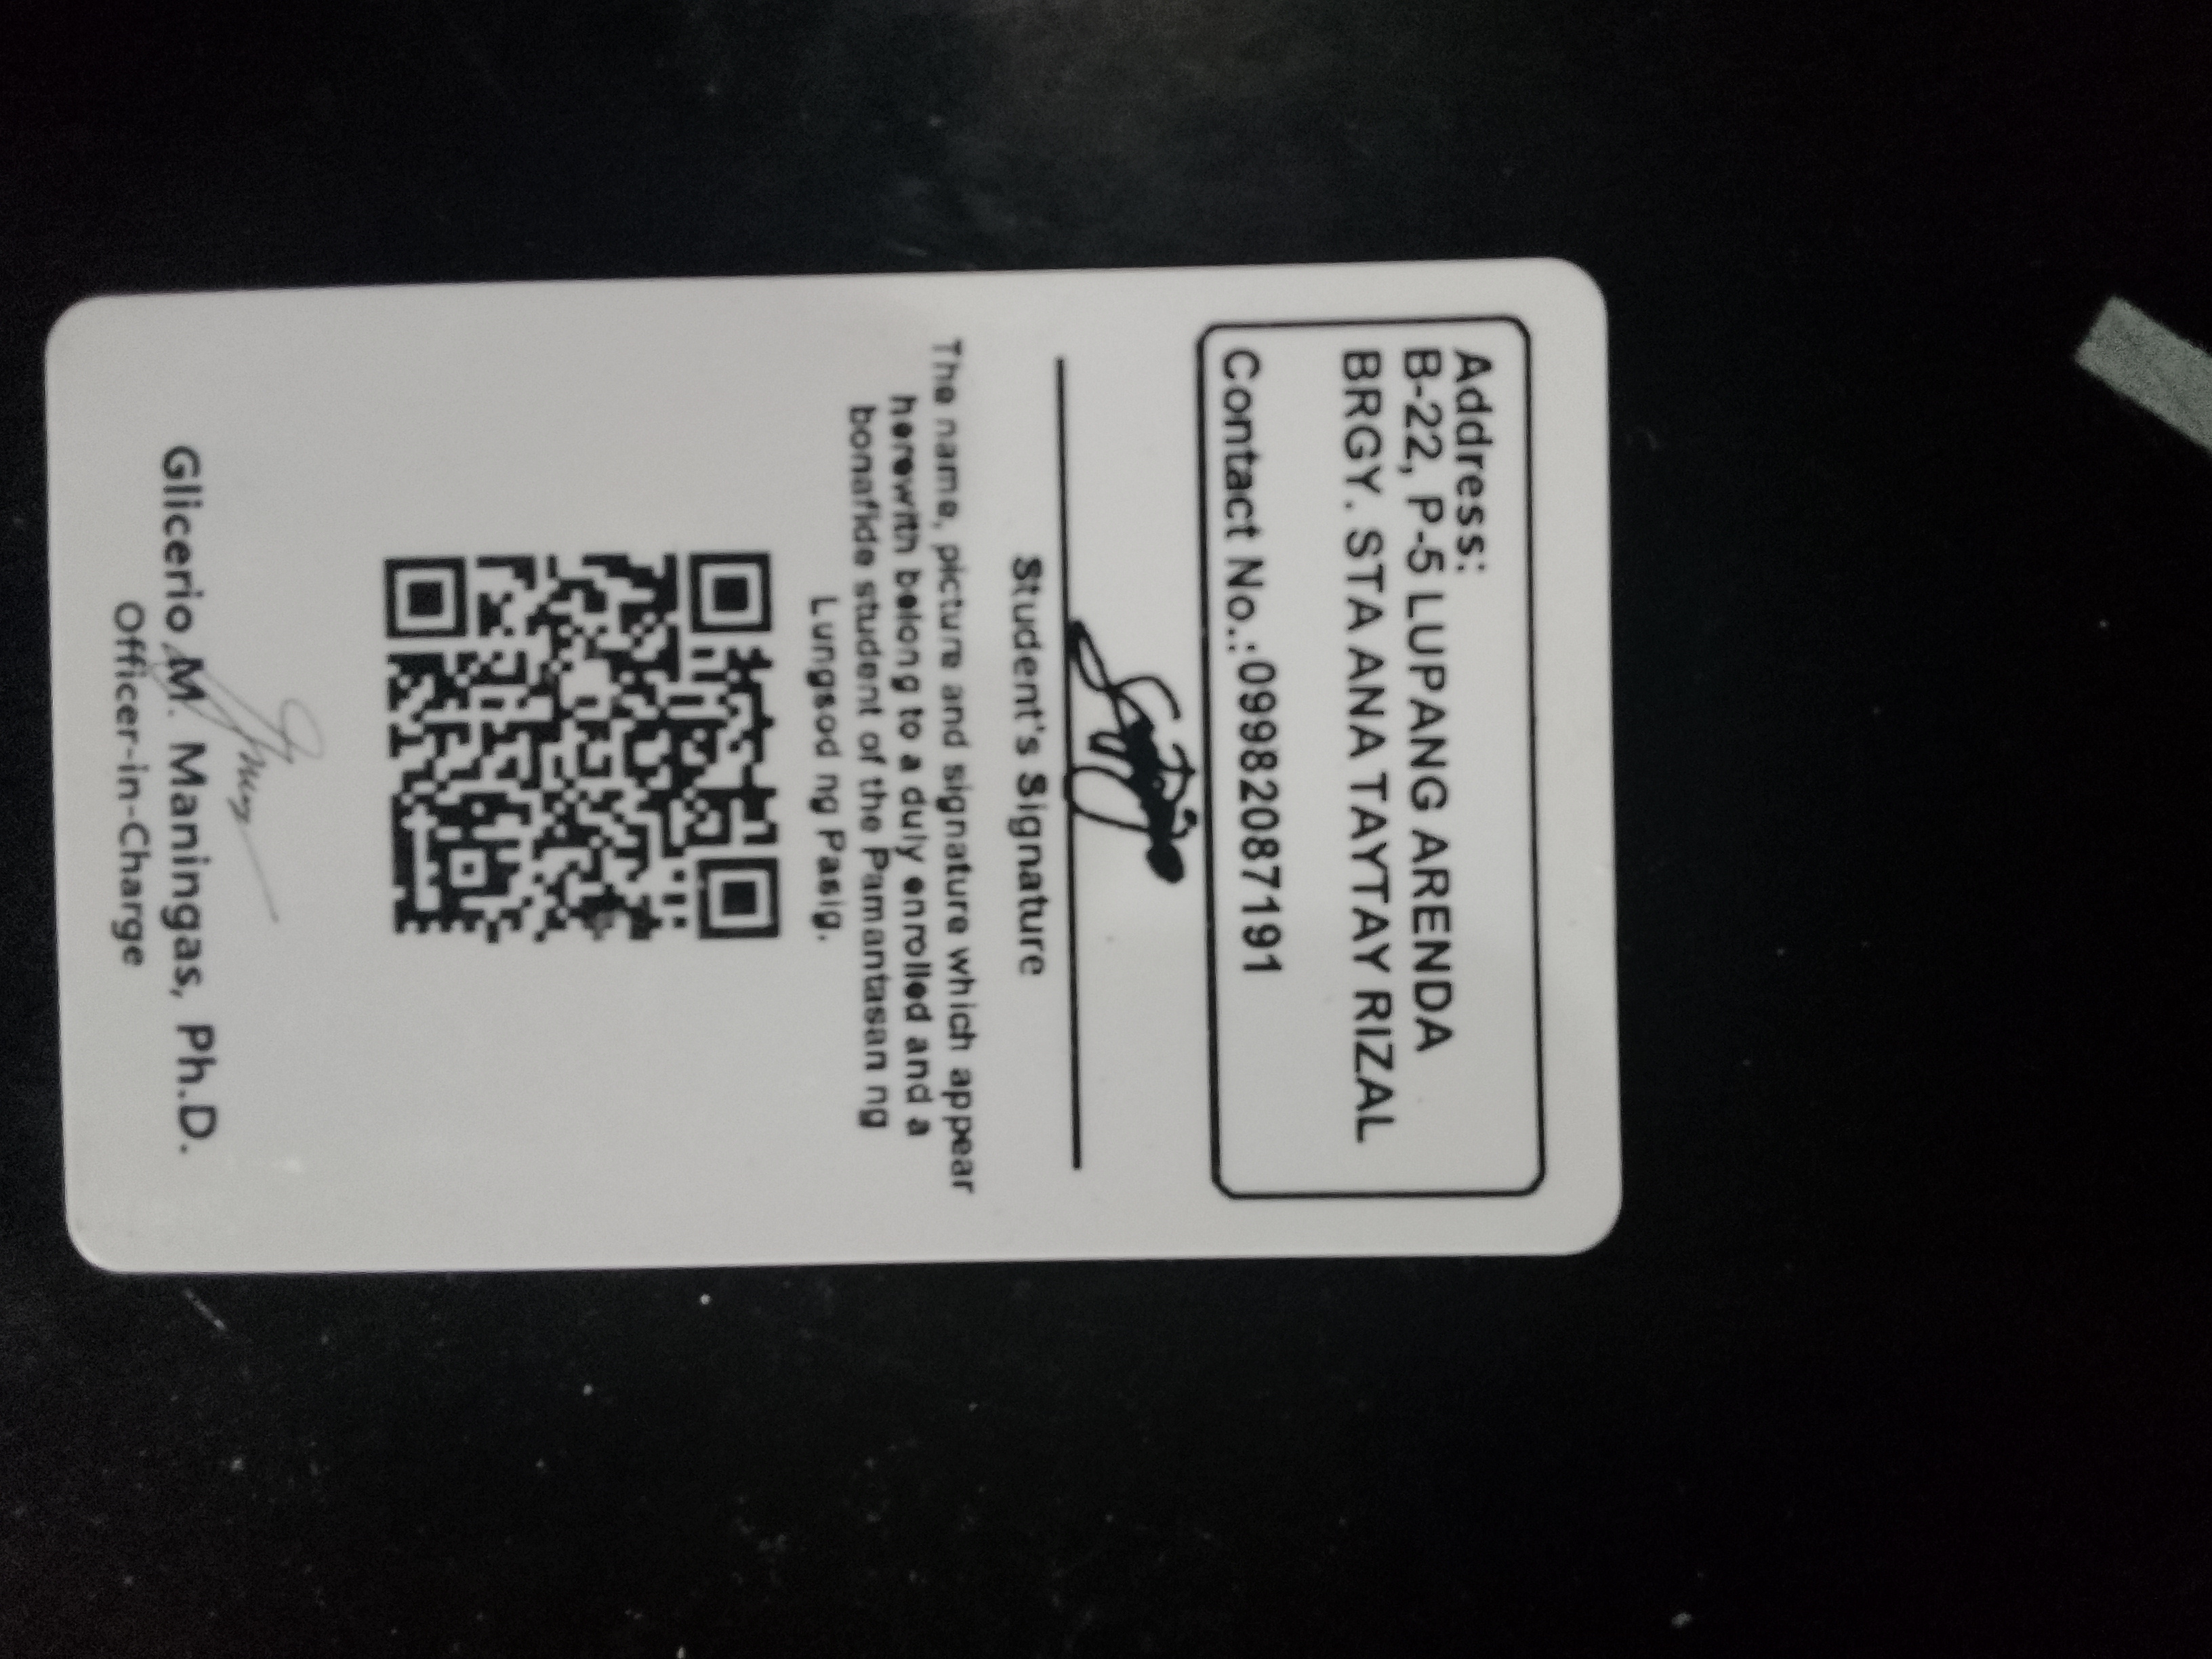 Address:
B-22, P-5 LUPANG ARENDA
BRGY. STA ANA TAYTAY RIZAL
Contact No.:09982087191
Student's Signature
The name, picture and signature which appear
herewith belong to a duly enrolled and a
bonafide student of the Pamantasan ng
Lungsod ng Pasig.
Glicerio M. Maningas, Ph.D.
Officer-in-Charge